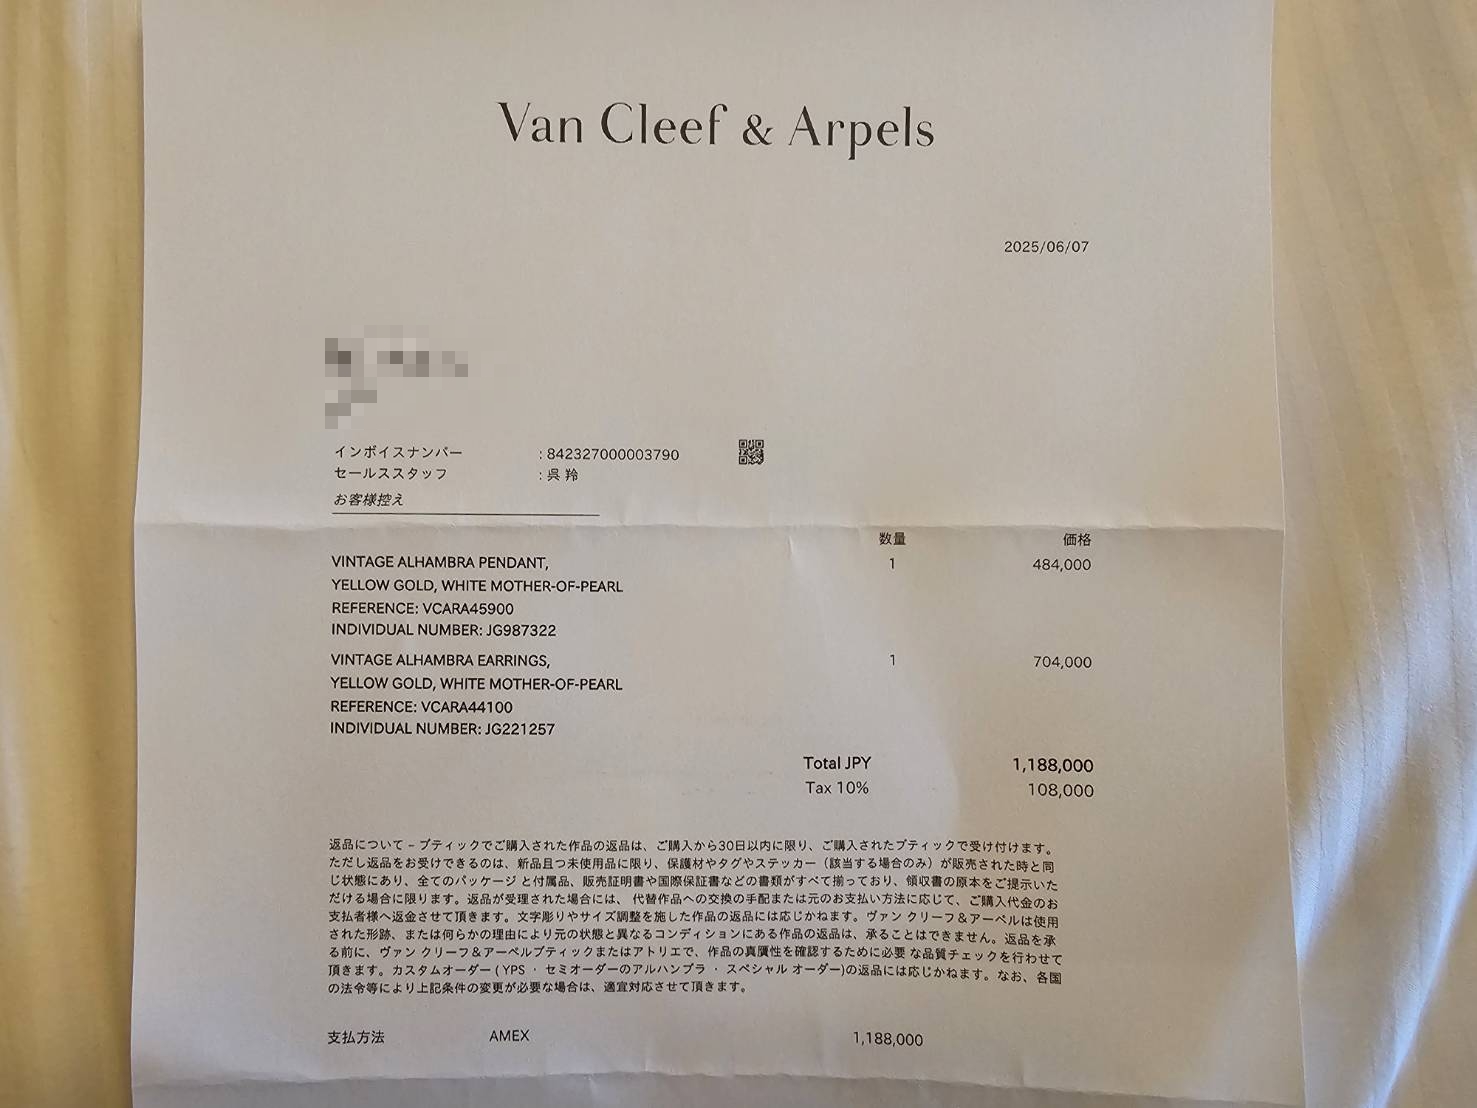 Van Cleef & Arpels
2025/06/07
インボイスナンバー : 842327000003790
セールススタッフ : 呉 羚
お客様控え
数量 価格
VINTAGE ALHAMBRA PENDANT, 1 484,000
YELLOW GOLD, WHITE MOTHER-OF-PEARL
REFERENCE: VCARA45900
INDIVIDUAL NUMBER: JG987322
VINTAGE ALHAMBRA EARRINGS, 1 704,000
YELLOW GOLD, WHITE MOTHER-OF-PEARL
REFERENCE: VCARA44100
INDIVIDUAL NUMBER: JG221257
Total JPY 1,188,000
Tax 10% 108,000
返品について – ブティックでご購入された作品の返品は、ご購入から30日以内に限り、ご購入されたブティックで受け付けます。
ただし返品をお受けできるのは、新品且つ未使用品に限り、保護材やタグやステッカー（該当する場合のみ）が販売された時と同
じ状態にあり、全てのパッケージ と付属品、販売証明書や国際保証書などの書類がすべて揃っており、領収書の原本をご提示いた
だける場合に限ります。返品が受理された場合には、 代替作品への交換の手配または元のお支払い方法に応じて、ご購入代金のお
支払者様へ返金させて頂きます。文字彫りやサイズ調整を施した作品の返品には応じかねます。ヴァン クリーフ＆アーペルは使用
された形跡、または何らかの理由により元の状態と異なるコンディションにある作品の返品は、承ることはできません。返品を承
る前に、ヴァン クリーフ＆アーペルブティックまたはアトリエで、作品の真贋性を確認するために必要 な品質チェックを行わせて
頂きます。カスタムオーダー ( YPS ・ セミオーダーのアルハンブラ ・ スペシャル オーダー)の返品には応じかねます。なお、各国
の法令等により上記条件の変更が必要な場合は、適宜対応させて頂きます。
支払方法 AMEX 1,188,000